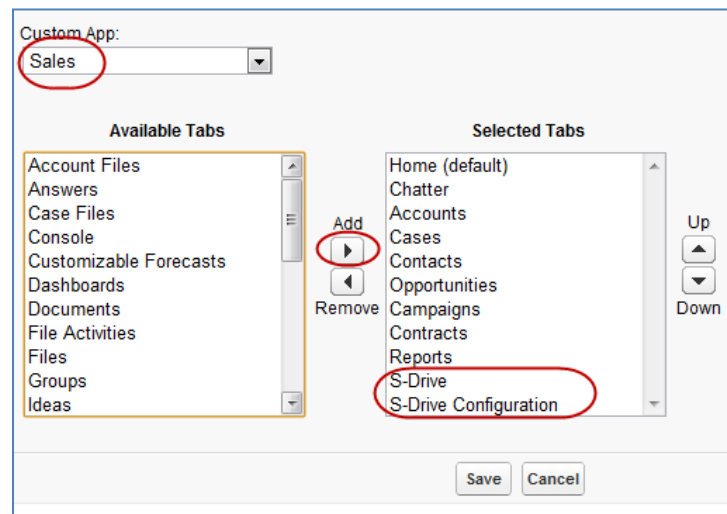 Custom App:
Sales
Available Tabs
Selected Tabs
Account Files
Answers
Case Files
Console
Customizable Forecasts
Dashboards
Documents
File Activities
Files
Groups
Ideas
Add
Remove
Home (default)
Chatter
Accounts
Cases
Contacts
Opportunities
Campaigns
Contracts
Reports
S-Drive
S-Drive Configuration
Up
Down
Save
Cancel